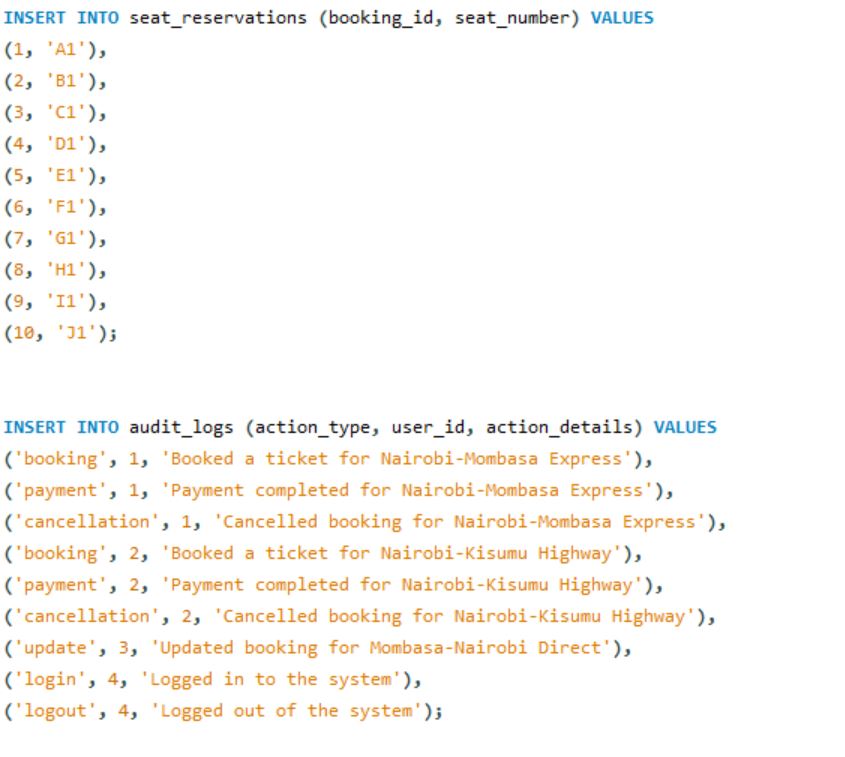 INSERT INTO seat_reservations (booking_id, seat_number) VALUES
(1, 'A1'),
(2, 'B1'),
(3, 'C1'),
(4, 'D1'),
(5, 'E1'),
(6, 'F1'),
(7, 'G1'),
(8, 'H1'),
(9, 'I1'),
(10, 'J1');
INSERT INTO audit_logs (action_type, user_id, action_details) VALUES
('booking', 1, 'Booked a ticket for Nairobi-Mombasa Express'),
('payment', 1, 'Payment completed for Nairobi-Mombasa Express'),
('cancellation', 1, 'Cancelled booking for Nairobi-Mombasa Express'),
('booking', 2, 'Booked a ticket for Nairobi-Kisumu Highway'),
('payment', 2, 'Payment completed for Nairobi-Kisumu Highway'),
('cancellation', 2, 'Cancelled booking for Nairobi-Kisumu Highway'),
('update', 3, 'Updated booking for Mombasa-Nairobi Direct'),
('login', 4, 'Logged in to the system'),
('logout', 4, 'Logged out of the system');